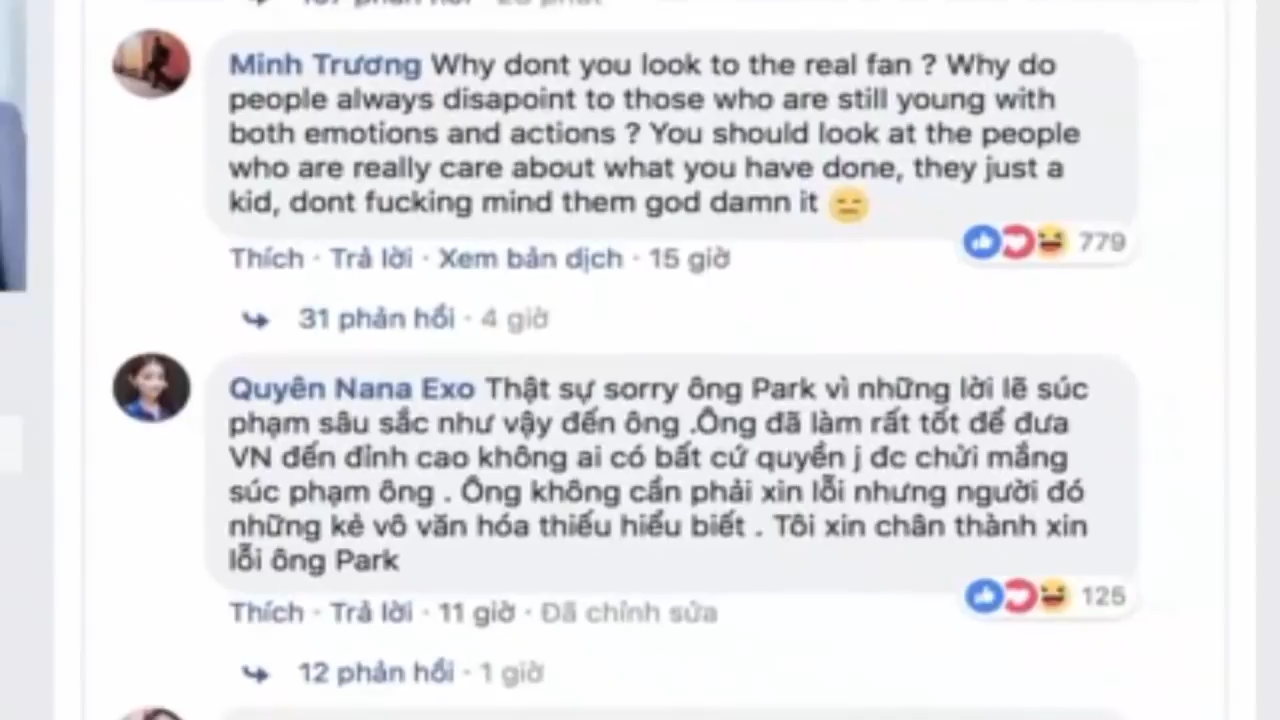 Minh Trương Why dont you look to the real fan ? Why do
people always disapoint to those who are still young with
both emotions and actions ? You should look at the people
who are really care about what you have done, they just a
kid, dont fucking mind them god damn it
779
Thích · Trả lời · Xem bản dịch · 15 giờ
31 phản hồi · 4 giờ
Quyên Nana Exo Thật sự sorry ông Park vì những lời lẽ súc
phạm sâu sắc như vậy đến ông .Ông đã làm rất tốt để đưa
VN đến đỉnh cao không ai có bất cứ quyền j đc chửi mắng
súc phạm ông . Ông không cần phải xin lỗi nhưng người đó
những kẻ vô văn hóa thiếu hiểu biết . Tôi xin chân thành xin
lỗi ông Park
125
Thích · Trả lời · 11 giờ · Đã chỉnh sửa
12 phản hồi · 1 giờ